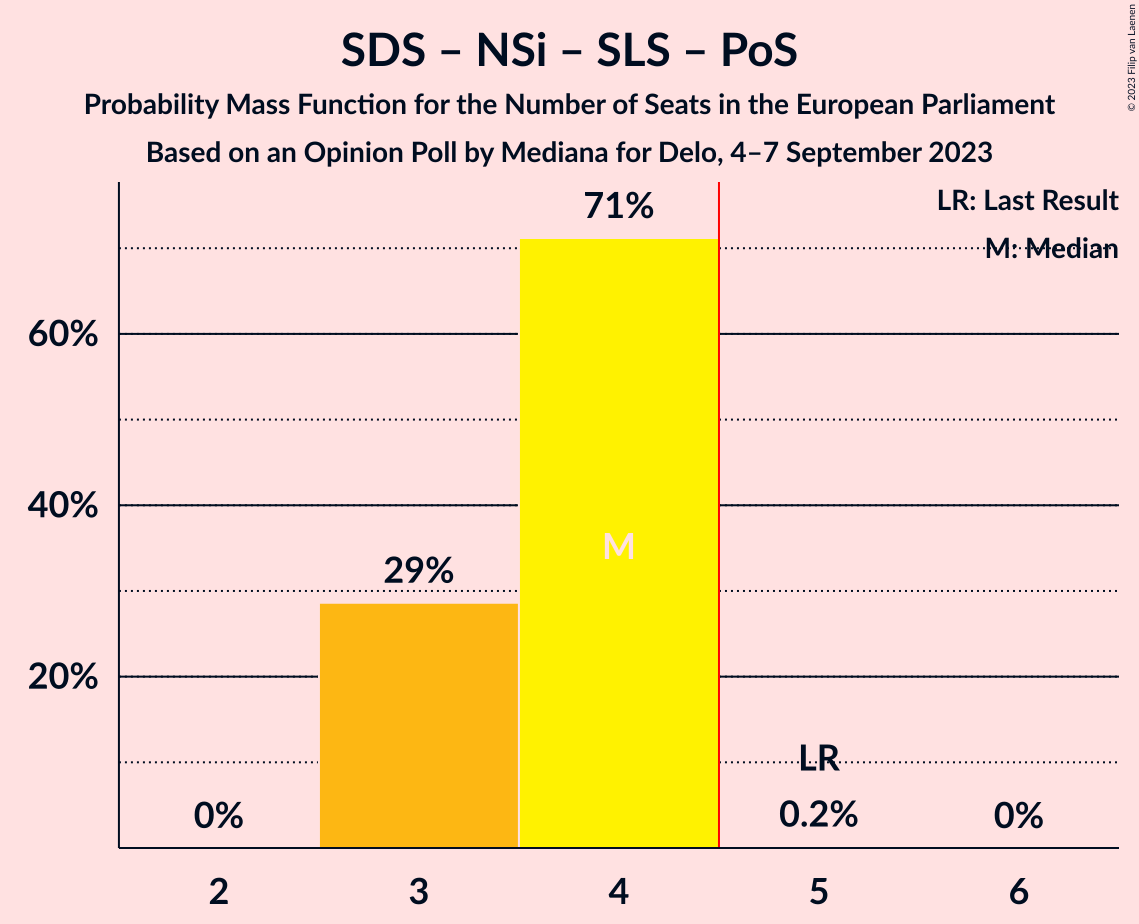 SDS – NSi – SLS – PoS
Probability Mass Function for the Number of Seats in the European Parliament
Based on an Opinion Poll by Mediana for Delo, 4–7 September 2023
© 2023 Filip van Laenen
LR: Last Result
M: Median
71%
60%
40%
M
29%
20%
LR
0%
0.2%
0%
2
3
4
5
6